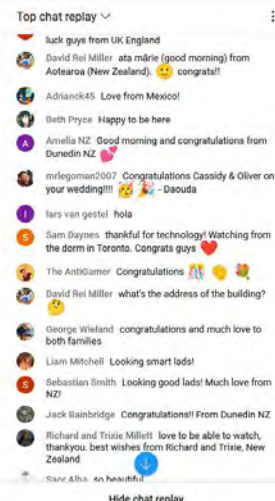 Top chat replay
luck guys from UK England
David Rei Miller ata mārie (good morning) from
Aotearoa (New Zealand). 🙂 congrats!!
Adrianck45 Love from Mexico!
Beth Pryce Happy to be here
A Amelia NZ Good morning and congratulations from
Dunedin NZ 💕
mrlegoman2007 Congratulations Cassidy & Oliver on
your wedding!!!! 🥳 🎉 - Daouda
I lars van gestel hola
S Sam Daynes thankful for technology! Watching from
the dorm in Toronto. Congrats guys ❤️
The AntiGamer Congratulations 🎊 👏 💐
David Rei Miller what's the address of the building?
🤔
George Wieland congratulations and much love to
both families
Liam Mitchell Looking smart lads!
S Sebastian Smith Looking good lads! Much love from
NZ!
Jack Bainbridge Congratulations!! From Dunedin NZ
Richard and Trixie Millett love to be able to watch,
thankyou. best wishes from Richard and Trixie, New
Zealand
Saor Alba so beautiful
Hide chat replay